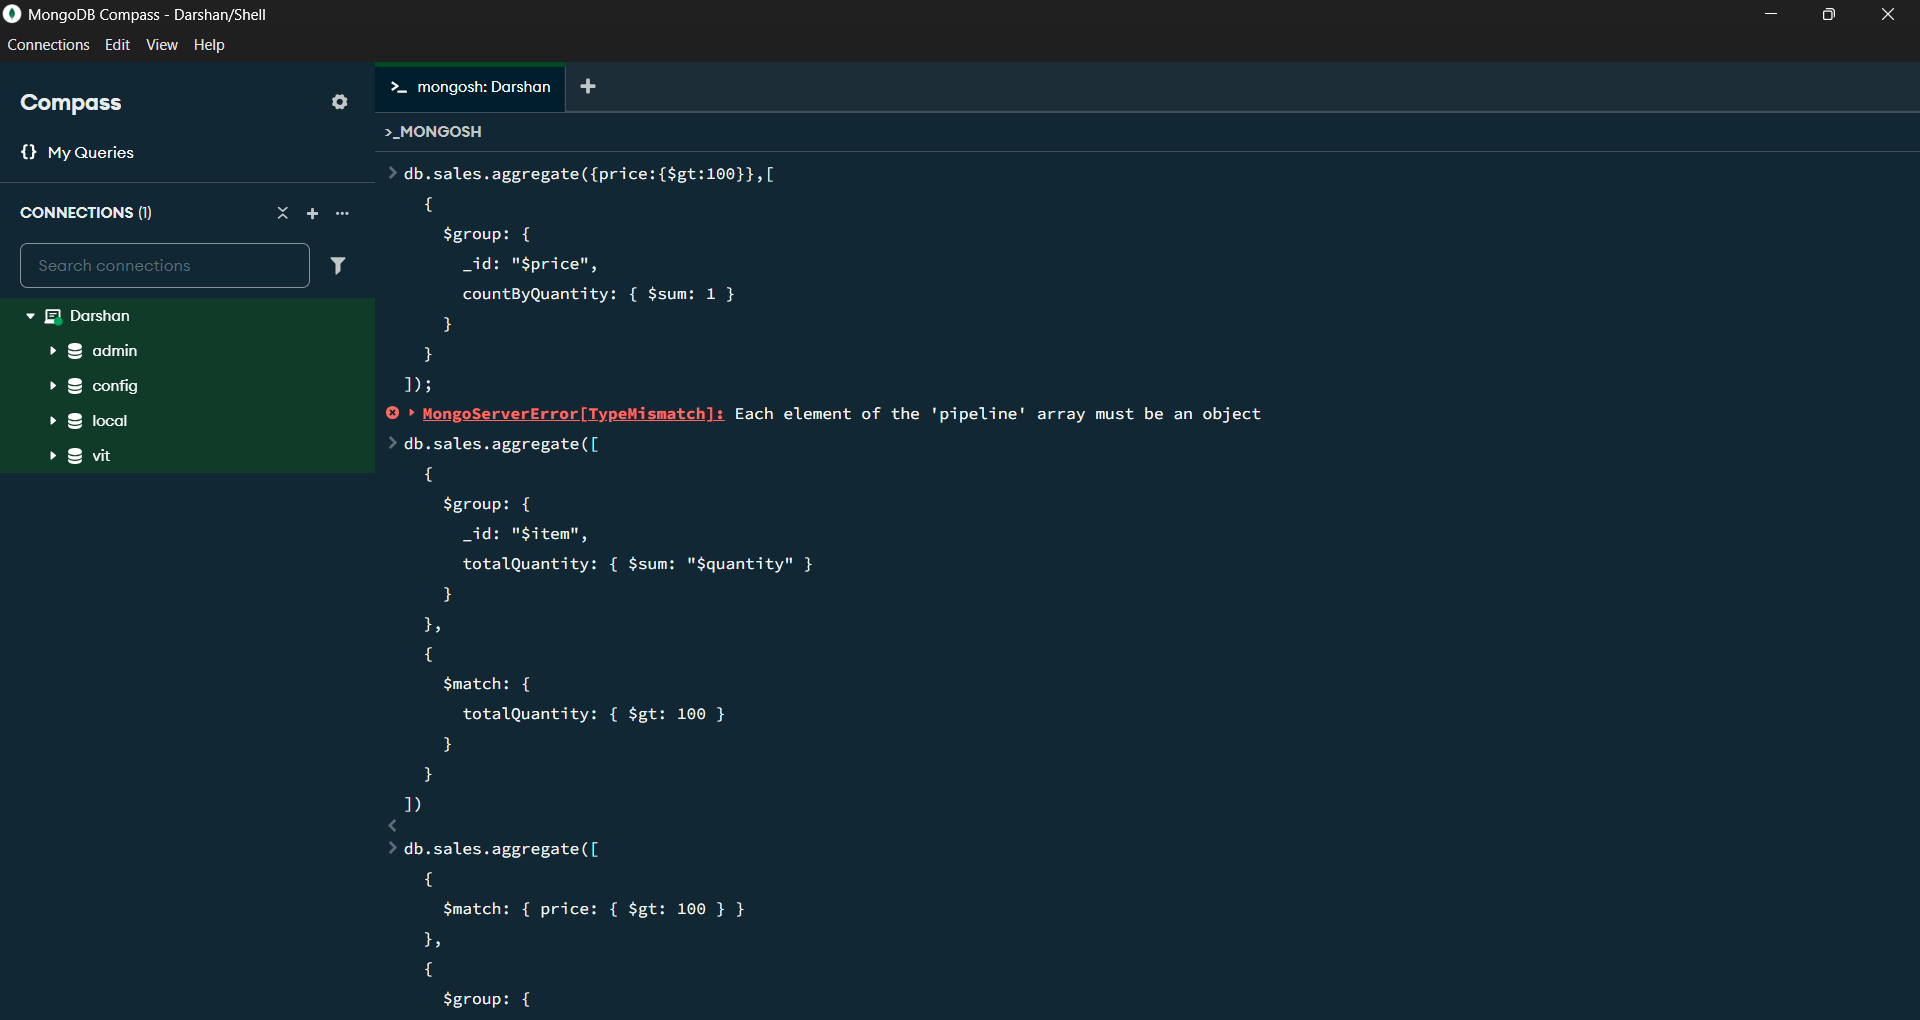 MongoDB Compass - Darshan/Shell
Connections Edit View Help
Compass
{} My Queries
CONNECTIONS (1)
Search connections
Darshan
admin
config
local
vit
>_ mongosh: Darshan +
>_MONGOSH
> db.sales.aggregate({price:{$gt:100}},[
{
$group: {
_id: "$price",
countByQuantity: { $sum: 1 }
}
}
]);
MongoServerError[TypeMismatch]: Each element of the 'pipeline' array must be an object
> db.sales.aggregate([
{
$group: {
_id: "$item",
totalQuantity: { $sum: "$quantity" }
}
},
{
$match: {
totalQuantity: { $gt: 100 }
}
}
])
<
> db.sales.aggregate([
{
$match: { price: { $gt: 100 } }
},
{
$group: {